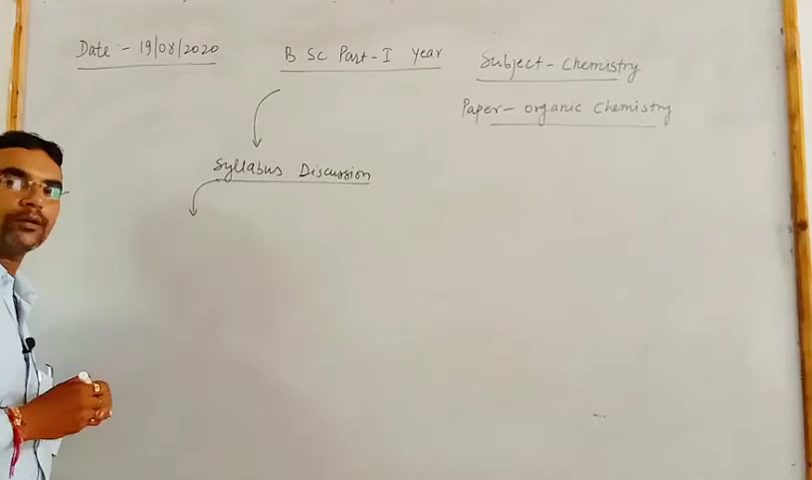 Date :- 19/08/2020
B Sc Part-I Year
Subject - Chemistry
Paper - organic Chemistry
Syllabus Discussion